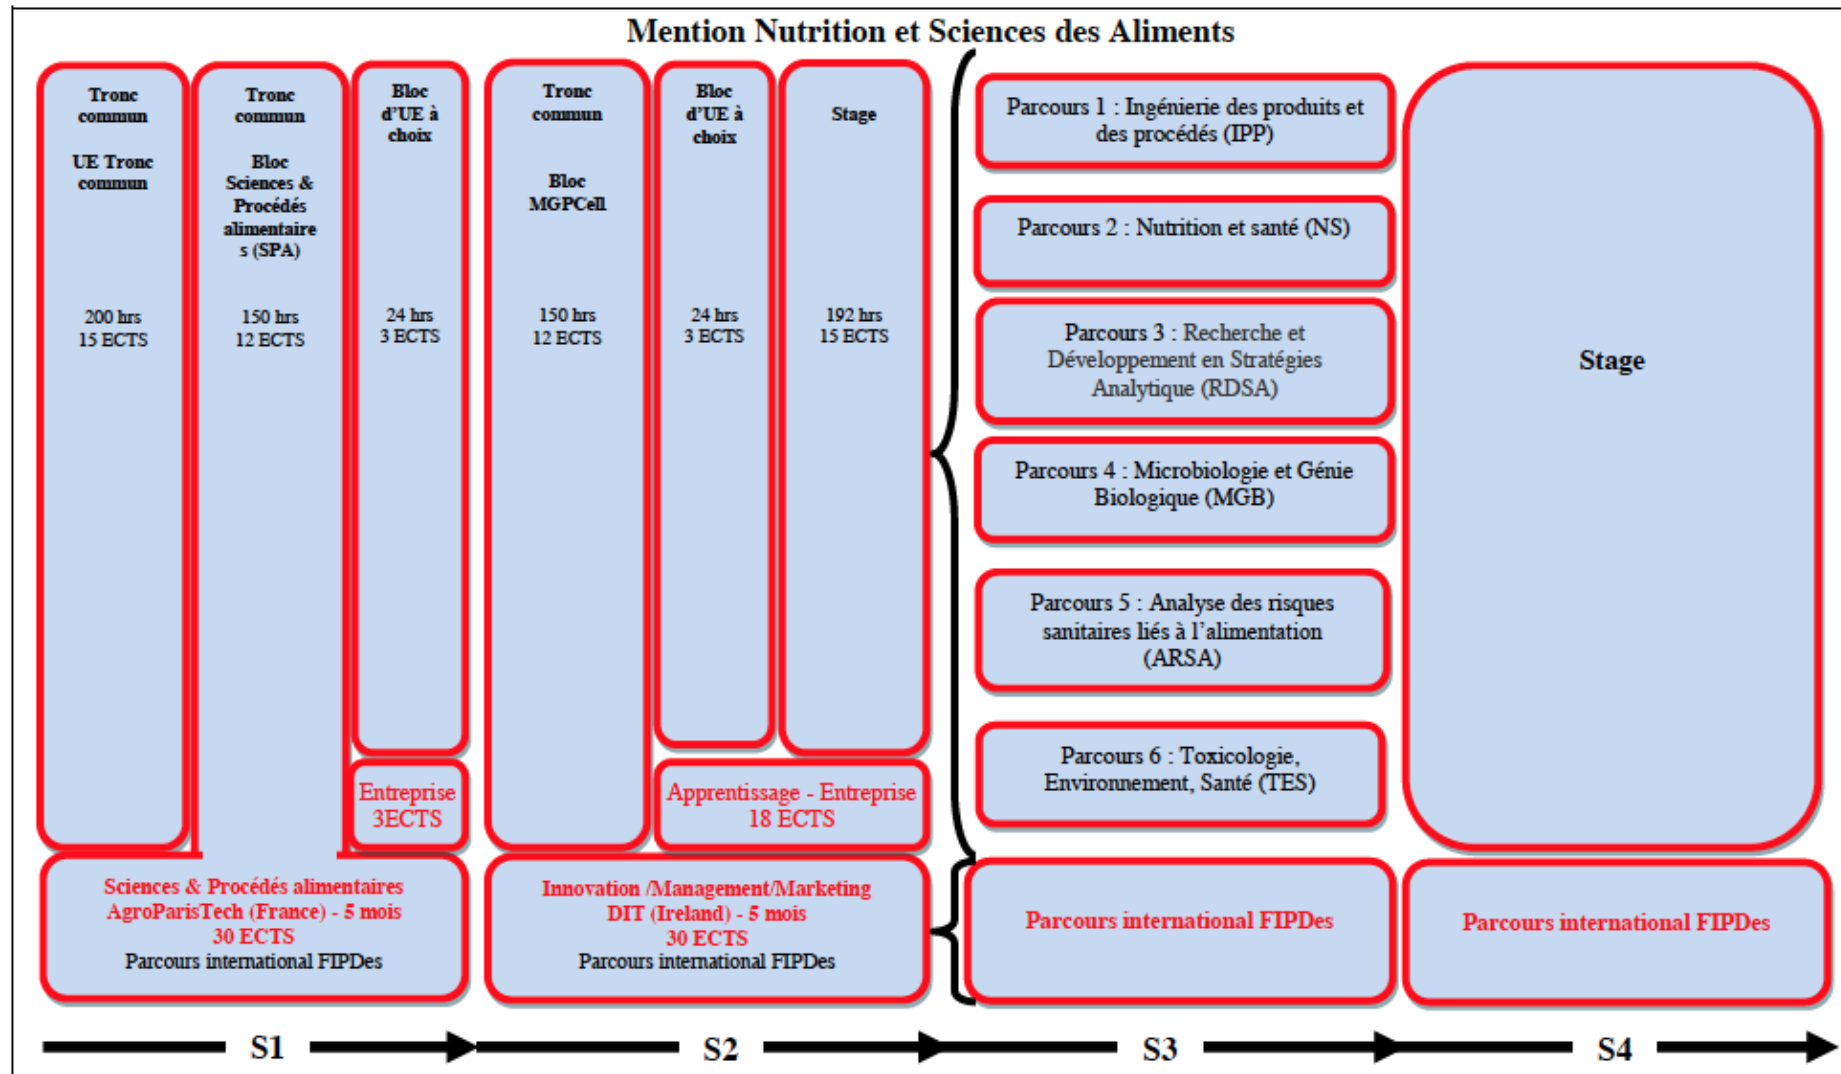 Mention Nutrition et Sciences des Aliments
Tronc
commun
UE Tronc
commun
200 hrs
15 ECTS
Tronc
commun
Bloc
Sciences &
Procédés
alimentaire
s (SPA)
150 hrs
12 ECTS
Bloc
d'UE à
choix
24 hrs
3 ECTS
Entreprise
3ECTS
Sciences & Procédés alimentaires
AgroParisTech (France) - 5 mois
30 ECTS
Parcours international FIPDes
Tronc
commun
Bloc
MGPCell
150 hrs
12 ECTS
Bloc
d'UE à
choix
24 hrs
3 ECTS
Stage
192 hrs
15 ECTS
Apprentissage - Entreprise
18 ECTS
Innovation /Management/Marketing
DIT (Ireland) - 5 mois
30 ECTS
Parcours international FIPDes
Parcours 1 : Ingénierie des produits et
des procédés (IPP)
Parcours 2 : Nutrition et santé (NS)
Parcours 3 : Recherche et
Développement en Stratégies
Analytique (RDSA)
Parcours 4 : Microbiologie et Génie
Biologique (MGB)
Parcours 5 : Analyse des risques
sanitaires liés à l'alimentation
(ARSA)
Parcours 6 : Toxicologie,
Environnement, Santé (TES)
Parcours international FIPDes
Stage
Parcours international FIPDes
S1
S2
S3
S4